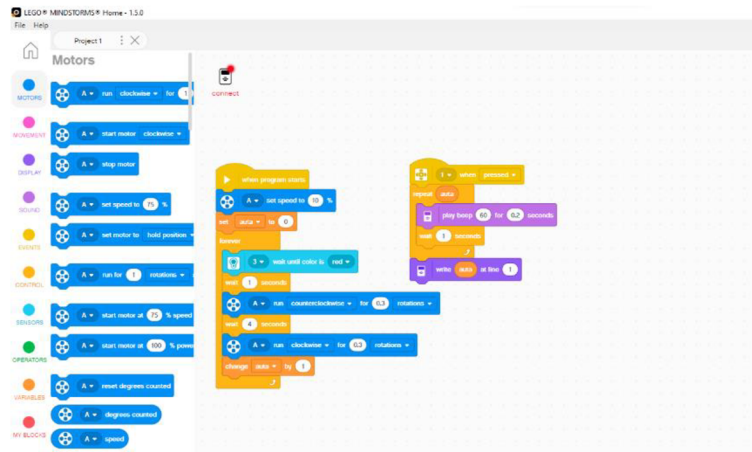 LEGO® MINDSTORMS® Home - 1.5.0
File Help
Project 1
Motors
MOTORS
MOVEMENT
DISPLAY
SOUND
EVENTS
CONTROL
SENSORS
OPERATORS
VARIABLES
MY BLOCKS
A run clockwise for 1
A start motor clockwise
A stop motor
A set speed to 75 %
A set motor to hold position
A run for 1 rotations
A start motor at 75 % speed
A start motor at 100 % powe
A reset degrees counted
A degrees counted
A speed
connect
when program starts
A set speed to 10 %
set auto to 0
forever
3 wait until color is red
wait 1 seconds
A run counterclockwise for 0.3 rotations
wait 4 seconds
A run clockwise for 0.3 rotations
change auto by 1
1 when pressed
repeat auto
play beep 60 for 0.2 seconds
wait 1 seconds
write auto at line 1